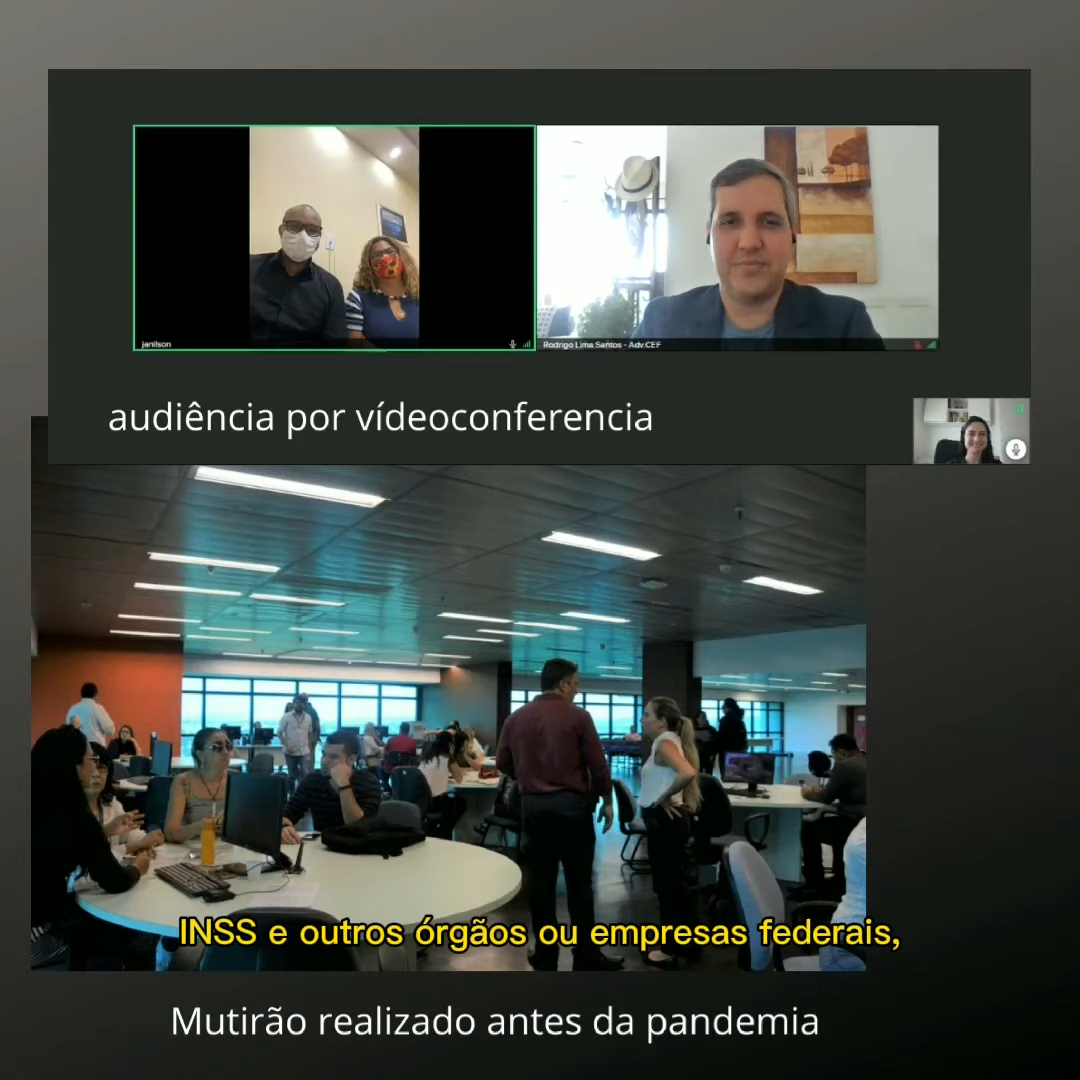 janilson
Rodrigo Lima Santos - Adv.CEF
audiência por vídeoconferencia
INSS e outros órgãos ou empresas federais,
Mutirão realizado antes da pandemia